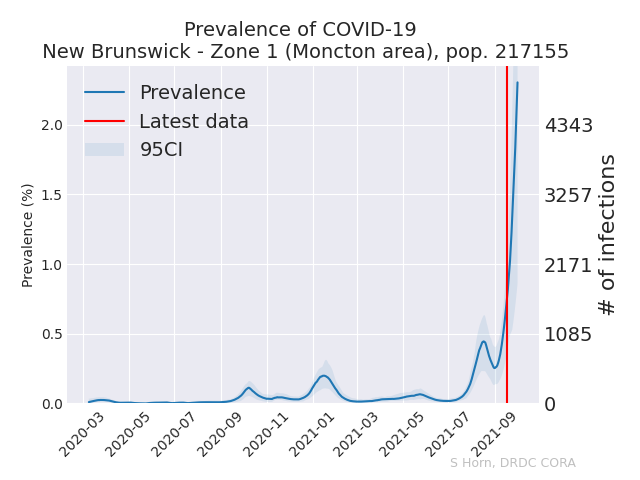 Prevalence of COVID-19
New Brunswick - Zone 1 (Moncton area), pop. 217155
Prevalence
Latest data
95CI
Prevalence (%)
2.0
1.5
1.0
0.5
0.0
4343
3257
2171
1085
0
# of infections
2020-03
2020-05
2020-07
2020-09
2020-11
2021-01
2021-03
2021-05
2021-07
2021-09
S Horn, DRDC CORA